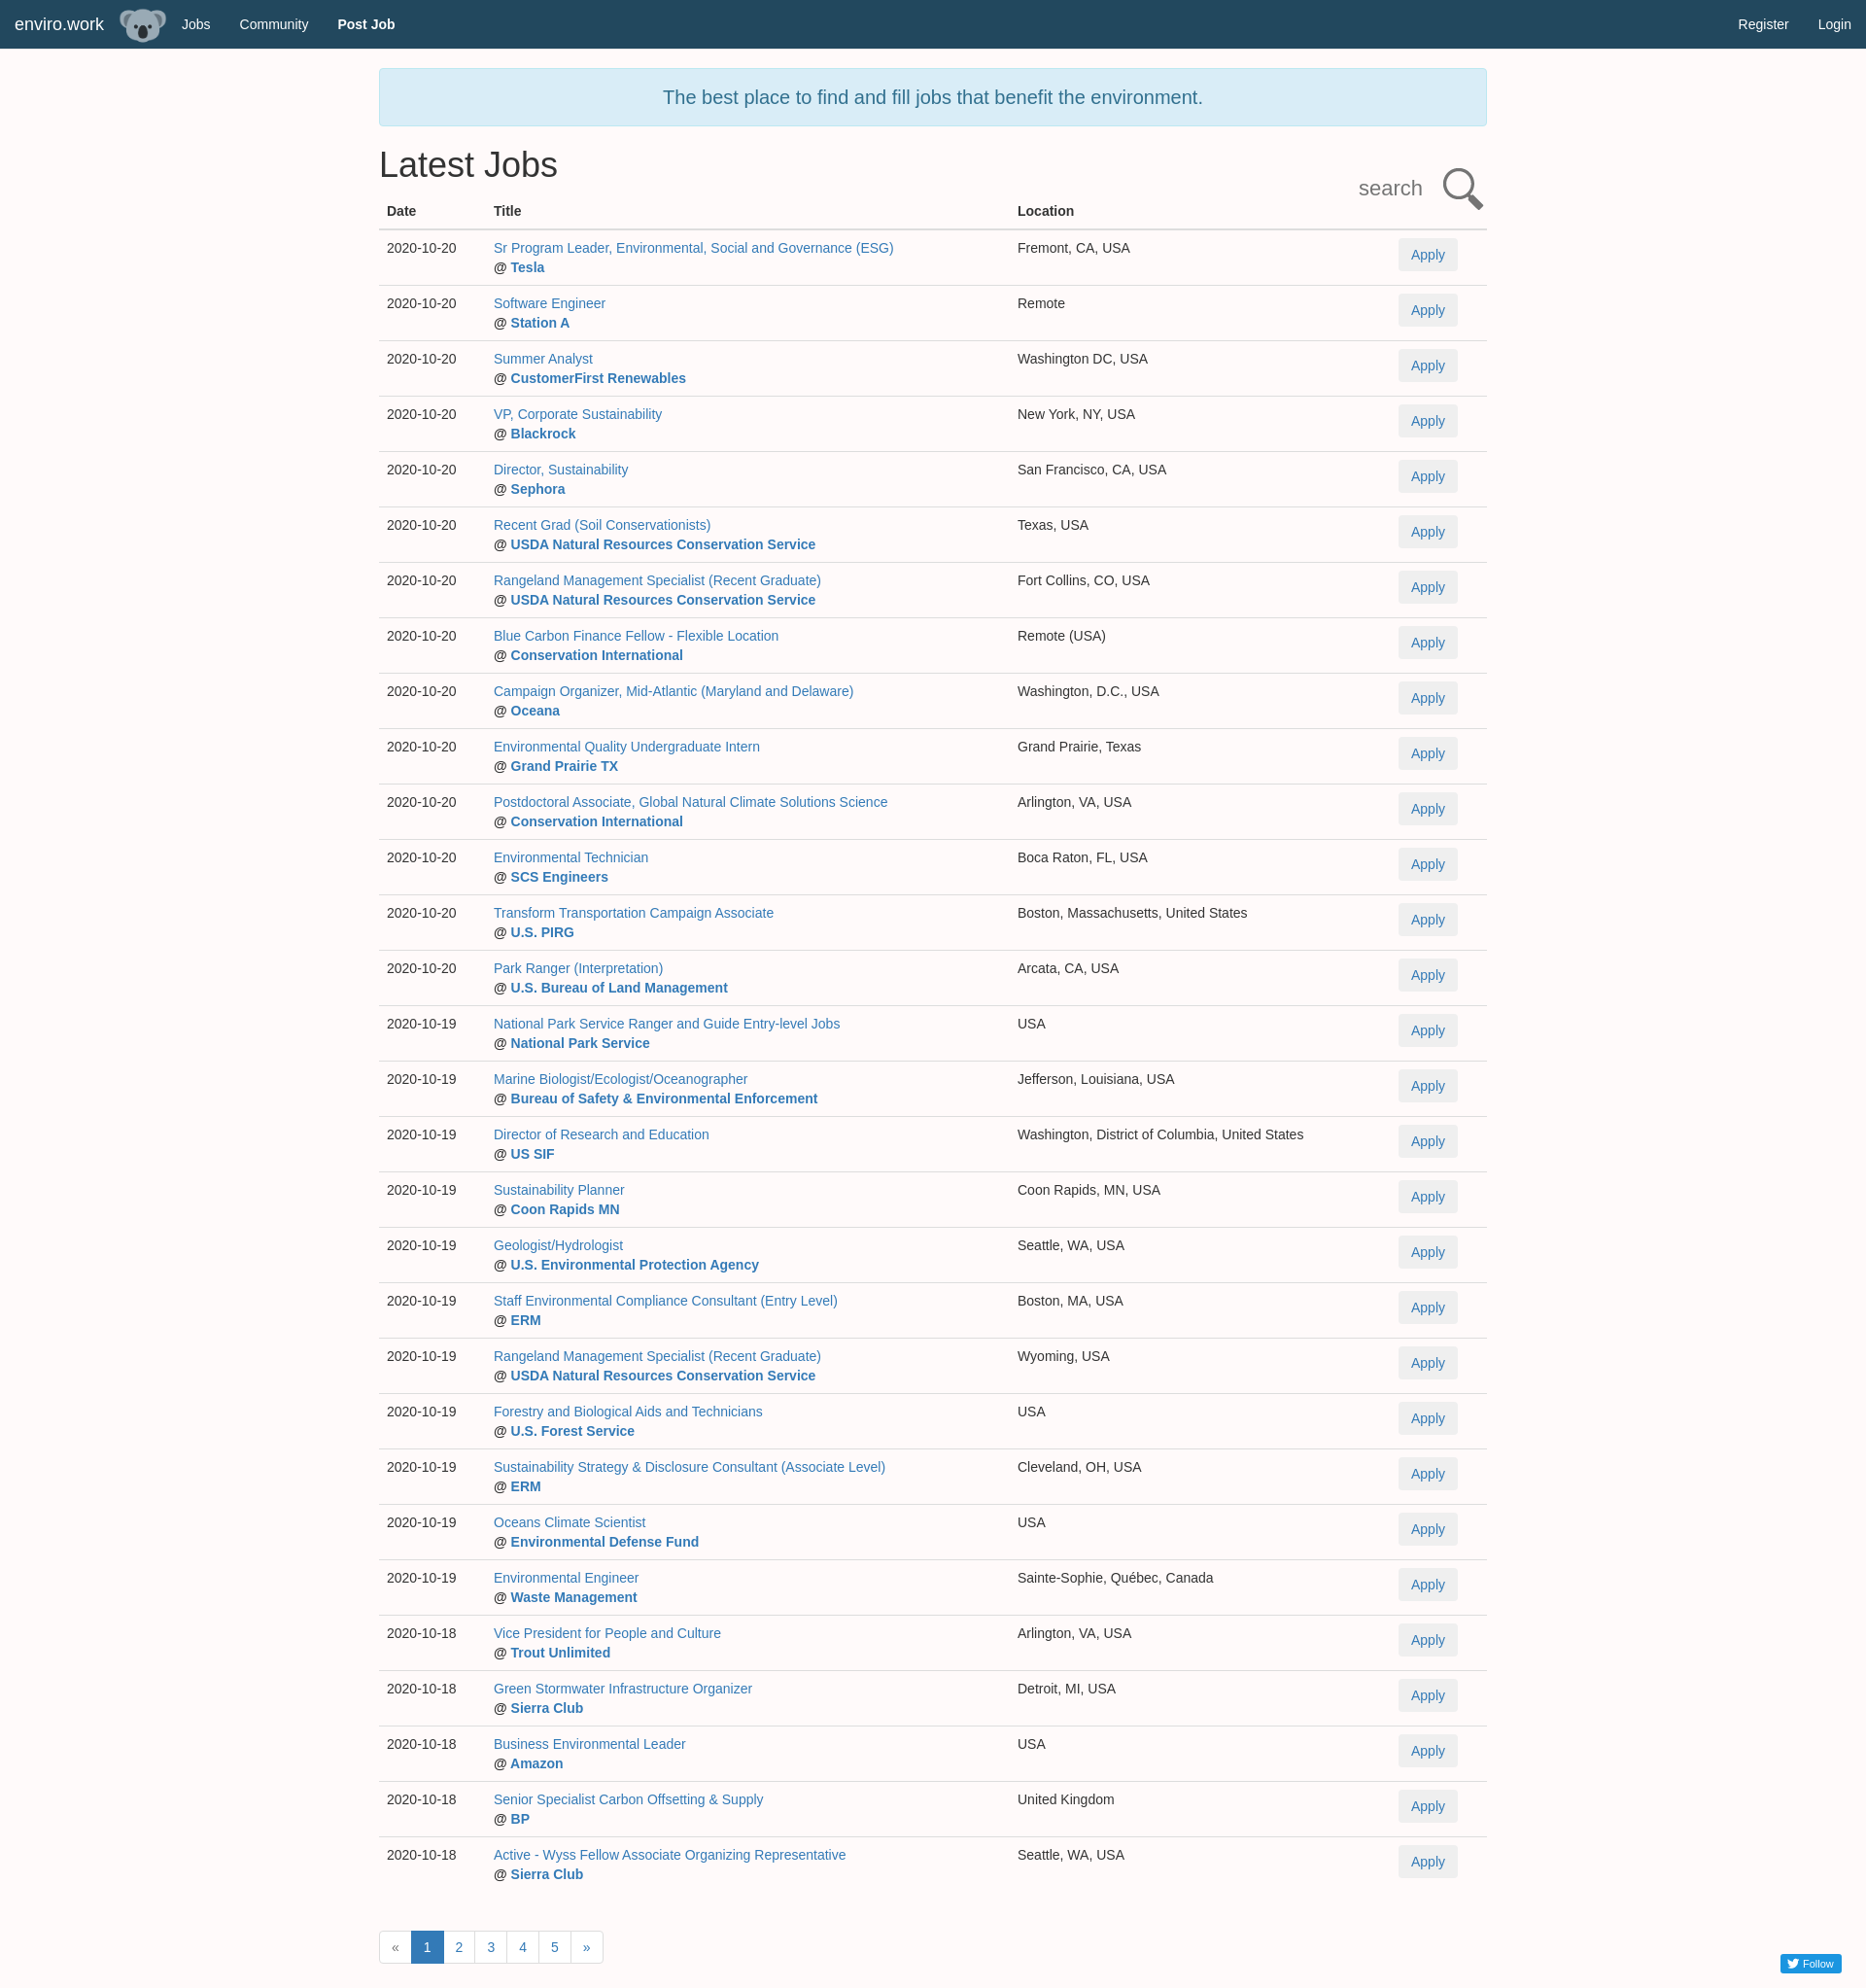 enviro.work Jobs Community Post Job Register Login
The best place to find and fill jobs that benefit the environment.
Latest Jobs
search
Date Title Location
2020-10-20 Sr Program Leader, Environmental, Social and Governance (ESG) Fremont, CA, USA Apply
@ Tesla
2020-10-20 Software Engineer Remote Apply
@ Station A
2020-10-20 Summer Analyst Washington DC, USA Apply
@ CustomerFirst Renewables
2020-10-20 VP, Corporate Sustainability New York, NY, USA Apply
@ Blackrock
2020-10-20 Director, Sustainability San Francisco, CA, USA Apply
@ Sephora
2020-10-20 Recent Grad (Soil Conservationists) Texas, USA Apply
@ USDA Natural Resources Conservation Service
2020-10-20 Rangeland Management Specialist (Recent Graduate) Fort Collins, CO, USA Apply
@ USDA Natural Resources Conservation Service
2020-10-20 Blue Carbon Finance Fellow - Flexible Location Remote (USA) Apply
@ Conservation International
2020-10-20 Campaign Organizer, Mid-Atlantic (Maryland and Delaware) Washington, D.C., USA Apply
@ Oceana
2020-10-20 Environmental Quality Undergraduate Intern Grand Prairie, Texas Apply
@ Grand Prairie TX
2020-10-20 Postdoctoral Associate, Global Natural Climate Solutions Science Arlington, VA, USA Apply
@ Conservation International
2020-10-20 Environmental Technician Boca Raton, FL, USA Apply
@ SCS Engineers
2020-10-20 Transform Transportation Campaign Associate Boston, Massachusetts, United States Apply
@ U.S. PIRG
2020-10-20 Park Ranger (Interpretation) Arcata, CA, USA Apply
@ U.S. Bureau of Land Management
2020-10-19 National Park Service Ranger and Guide Entry-level Jobs USA Apply
@ National Park Service
2020-10-19 Marine Biologist/Ecologist/Oceanographer Jefferson, Louisiana, USA Apply
@ Bureau of Safety & Environmental Enforcement
2020-10-19 Director of Research and Education Washington, District of Columbia, United States Apply
@ US SIF
2020-10-19 Sustainability Planner Coon Rapids, MN, USA Apply
@ Coon Rapids MN
2020-10-19 Geologist/Hydrologist Seattle, WA, USA Apply
@ U.S. Environmental Protection Agency
2020-10-19 Staff Environmental Compliance Consultant (Entry Level) Boston, MA, USA Apply
@ ERM
2020-10-19 Rangeland Management Specialist (Recent Graduate) Wyoming, USA Apply
@ USDA Natural Resources Conservation Service
2020-10-19 Forestry and Biological Aids and Technicians USA Apply
@ U.S. Forest Service
2020-10-19 Sustainability Strategy & Disclosure Consultant (Associate Level) Cleveland, OH, USA Apply
@ ERM
2020-10-19 Oceans Climate Scientist USA Apply
@ Environmental Defense Fund
2020-10-19 Environmental Engineer Sainte-Sophie, Québec, Canada Apply
@ Waste Management
2020-10-18 Vice President for People and Culture Arlington, VA, USA Apply
@ Trout Unlimited
2020-10-18 Green Stormwater Infrastructure Organizer Detroit, MI, USA Apply
@ Sierra Club
2020-10-18 Business Environmental Leader USA Apply
@ Amazon
2020-10-18 Senior Specialist Carbon Offsetting & Supply United Kingdom Apply
@ BP
2020-10-18 Active - Wyss Fellow Associate Organizing Representative Seattle, WA, USA Apply
@ Sierra Club
« 1 2 3 4 5 »
Follow